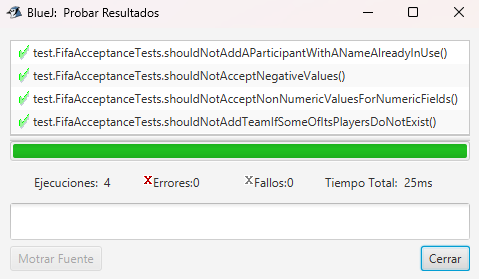 BlueJ: Probar Resultados
test.FifaAcceptanceTests.shouldNotAddAParticipantWithANameAlreadyInUse()
test.FifaAcceptanceTests.shouldNotAcceptNegativeValues()
test.FifaAcceptanceTests.shouldNotAcceptNonNumericValuesForNumericFields()
test.FifaAcceptanceTests.shouldNotAddTeamIfSomeOfItsPlayersDoNotExist()
Ejecuciones: 4 Errores:0 Fallos:0 Tiempo Total: 25ms
Motrar Fuente Cerrar